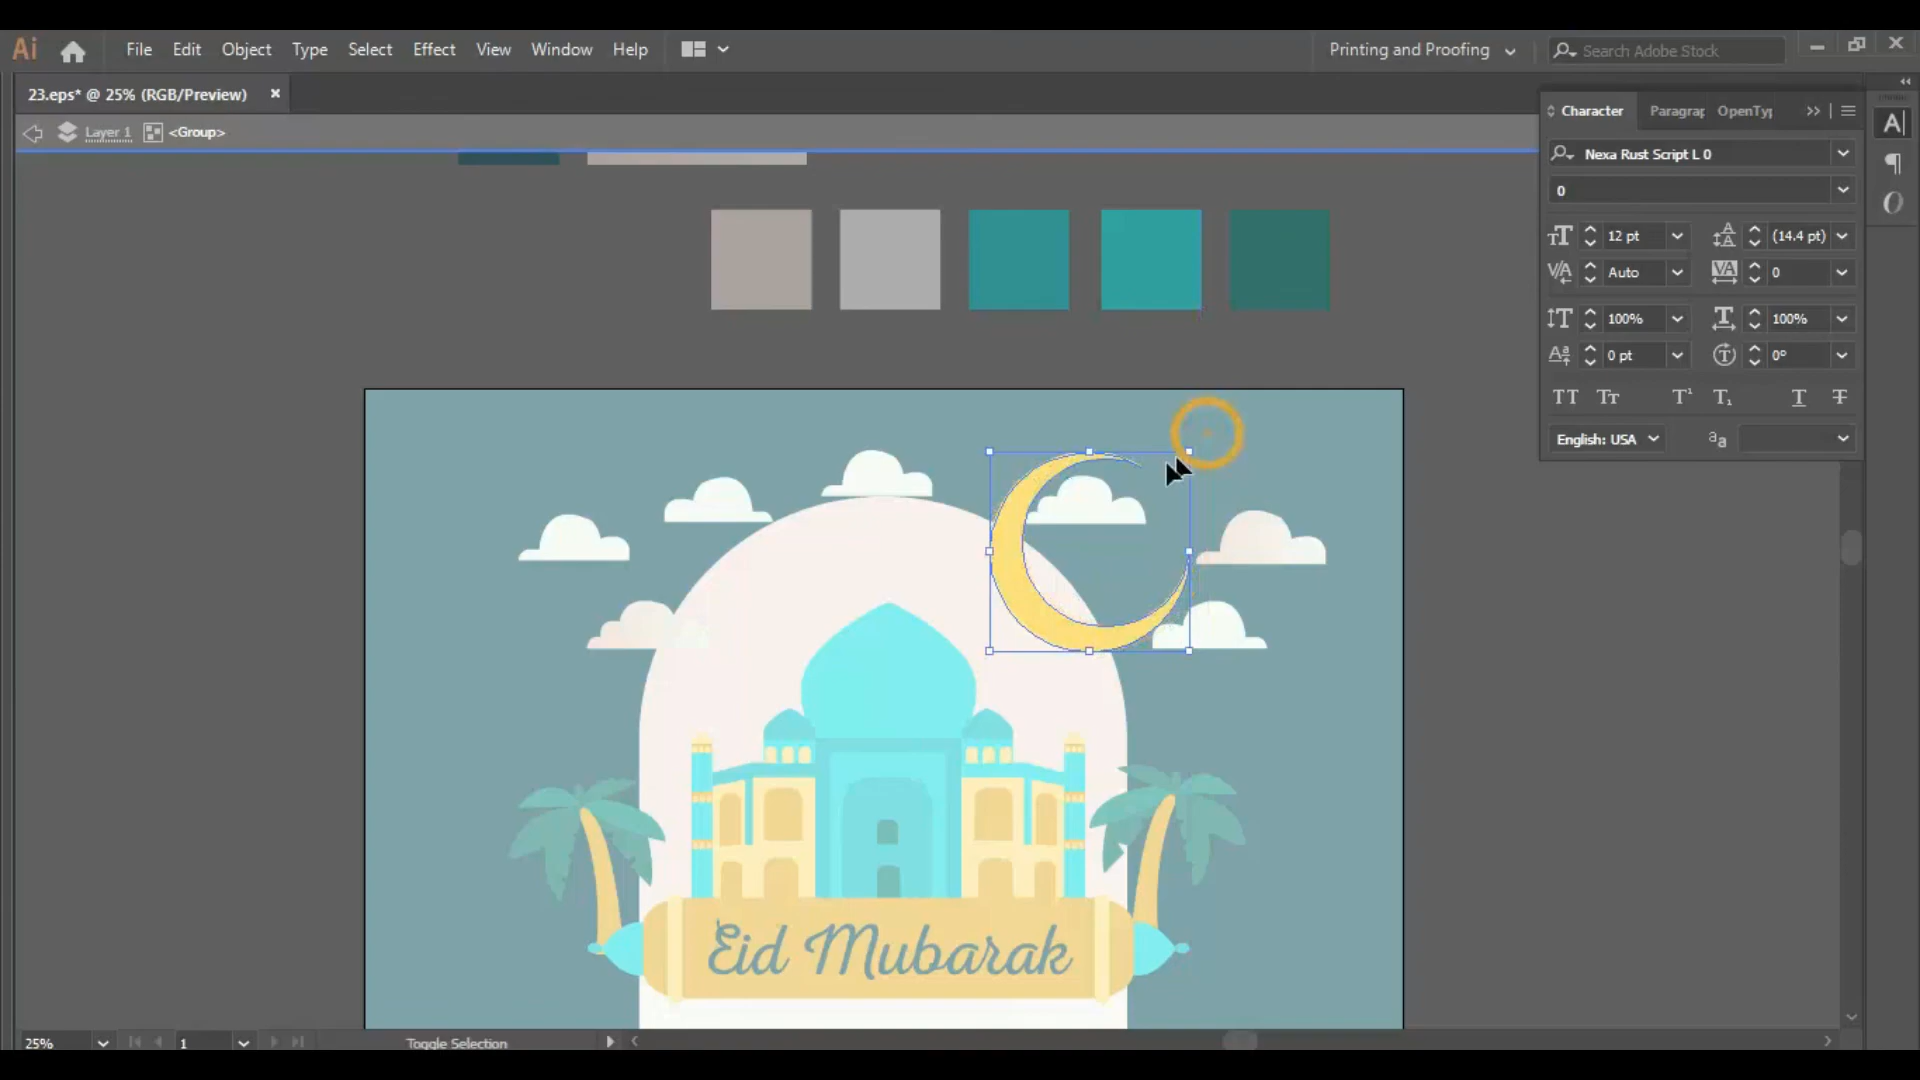 Ai File Edit Object Type Select Effect View Window Help Printing and Proofing Search Adobe Stock
23.eps* @ 25% (RGB/Preview)
Layer 1 <Group>
Character Paragrap OpenTyp
Nexa Rust Script L 0
0
12 pt (14.4 pt)
Auto 0
100% 100%
0 pt 0°
English: USA
Eid Mubarak
25% 1 Toggle Selection